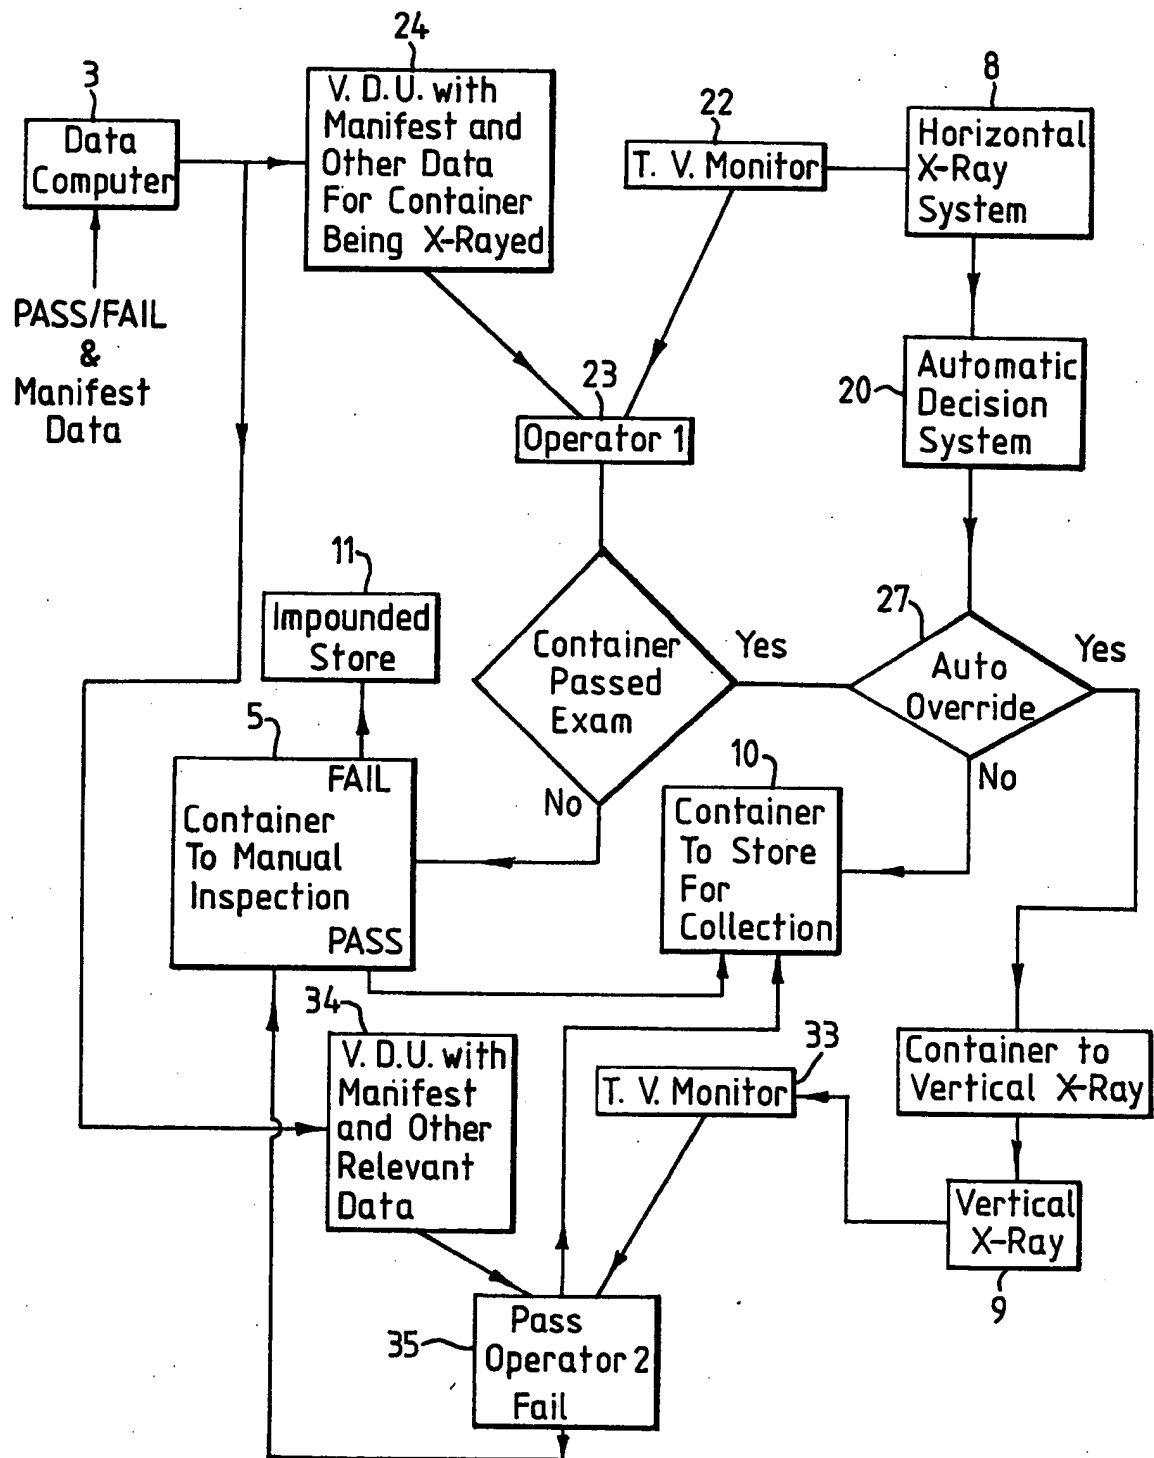 24
3
Data
Computer
V. D. U. with
Manifest and
Other Data
For Container
Being X-Rayed
22
T. V. Monitor
8
Horizontal
X-Ray
System
PASS/FAIL
&
Manifest
Data
23
Operator 1
20
Automatic
Decision
System
11
Impounded
Store
Container
Passed
Exam
Yes
No
27
Auto
Override
Yes
No
5
FAIL
Container
To Manual
Inspection
PASS
10
Container
To Store
For
Collection
34
V. D.U. with
Manifest
and Other
Relevant
Data
33
T. V. Monitor
Container to
Vertical X-Ray
Vertical
X-Ray
9
35
Pass
Operator 2
Fail